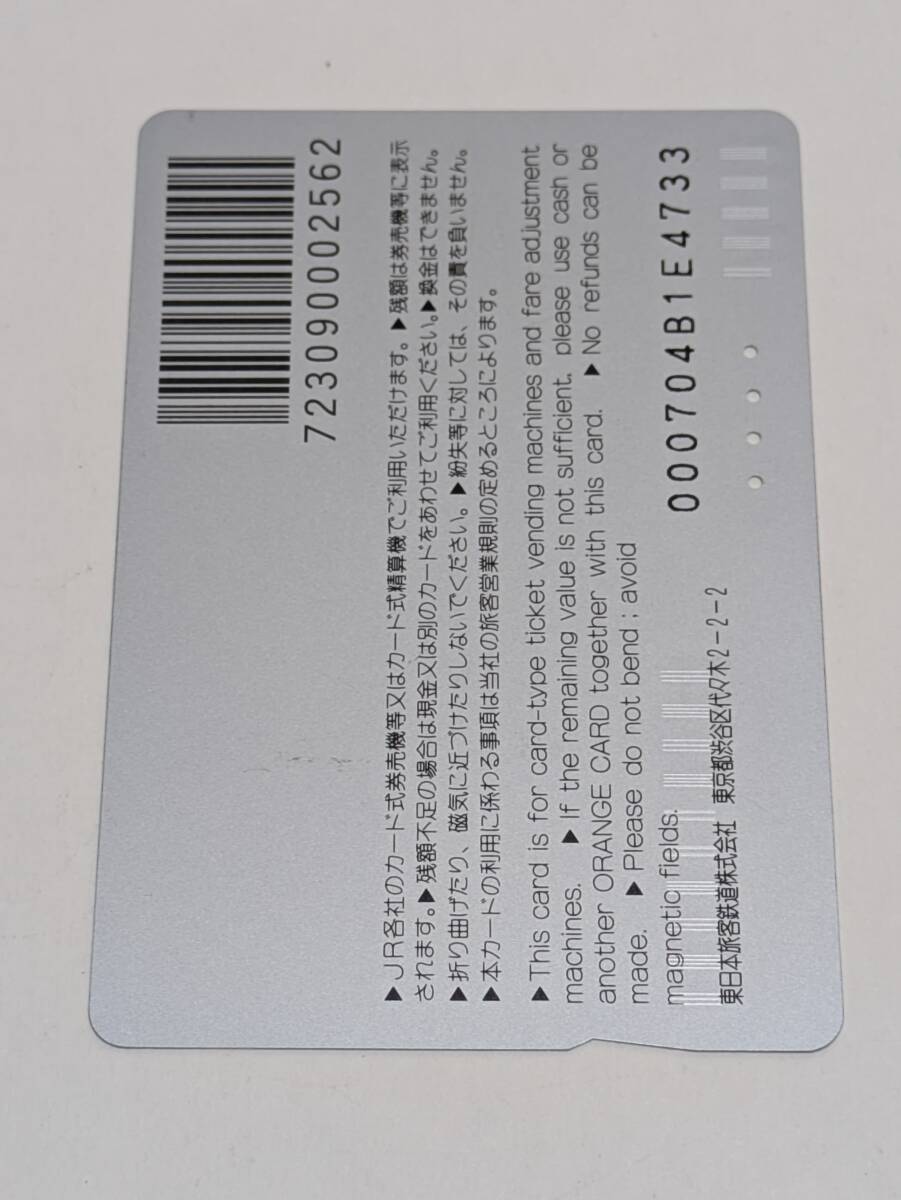 7230900002562
▶JR各社のカード式券売機等又はカード式精算機でご利用いただけます。▶残額は券売機等に表示
されます。▶残額不足の場合は現金又は別のカードをあわせてご利用ください。▶換金はできません。
▶折り曲げたり、磁気に近づけたりしないでください。▶紛失等に対しては、その責を負いません。
▶本カードの利用に係わる事項は当社の旅客営業規則の定めるところによります。
▶This card is for card-type ticket vending machines and fare adjustment
machines. ▶If the remaining value is not sufficient, please use cash or
another ORANGE CARD together with this card. ▶No refunds can be
made. ▶Please do not bend ; avoid
magnetic fields.
000704B1E4733
東日本旅客鉄道株式会社 東京都渋谷区代々木2-2-2